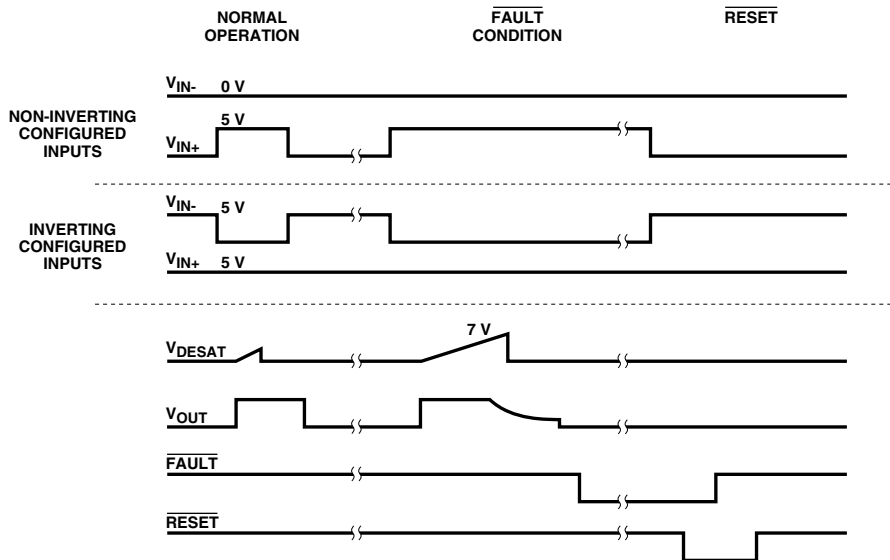 NORMAL
OPERATION
FAULT
CONDITION
RESET
NON-INVERTING
CONFIGURED
INPUTS
VIN- 0 V
5 V
VIN+
INVERTING
CONFIGURED
INPUTS
VIN- 5 V
VIN+ 5 V
7 V
VDESAT
VOUT
FAULT
RESET